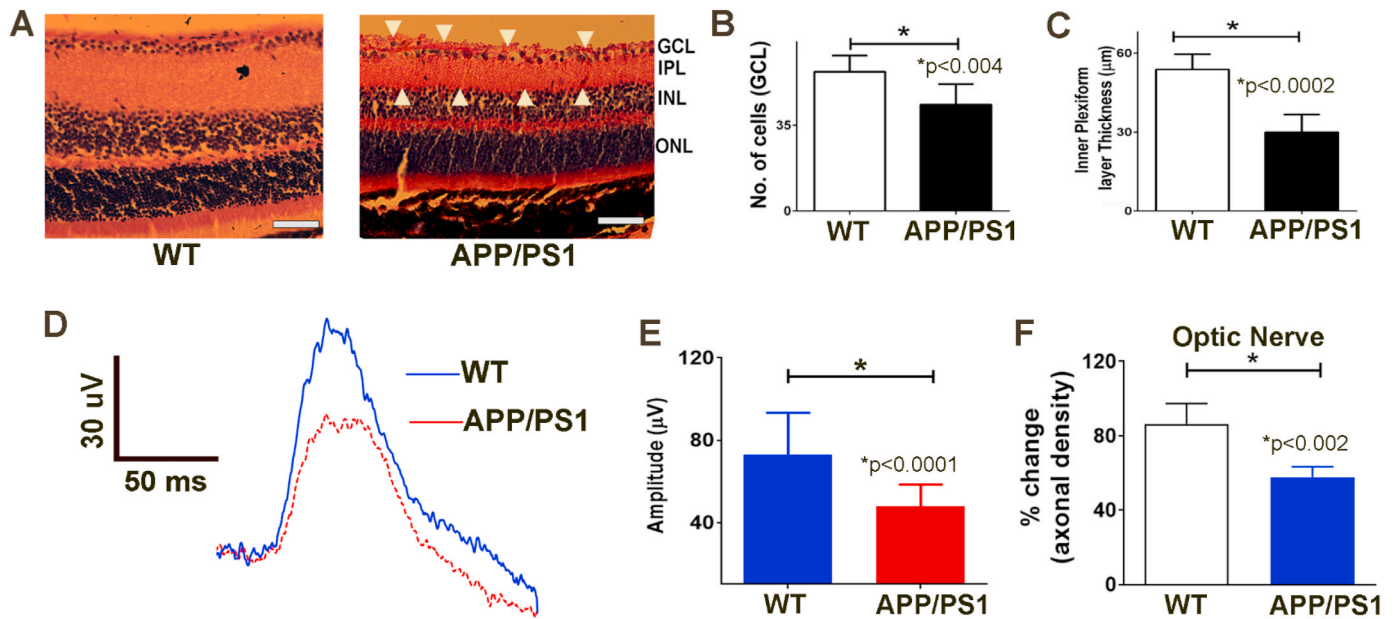 A
GCL
IPL
INL
ONL
WT
APP/PS1
B
No. of cells (GCL)
35
0
*
*p<0.004
WT
APP/PS1
C
Inner Plexiform
layer Thickness (μm)
60
30
0
*
*p<0.0002
WT
APP/PS1
D
30 uV
50 ms
WT
APP/PS1
E
Amplitude (μV)
120
80
40
*
*p<0.0001
WT
APP/PS1
F
Optic Nerve
% change
(axonal density)
120
80
40
0
*
*p<0.002
WT
APP/PS1